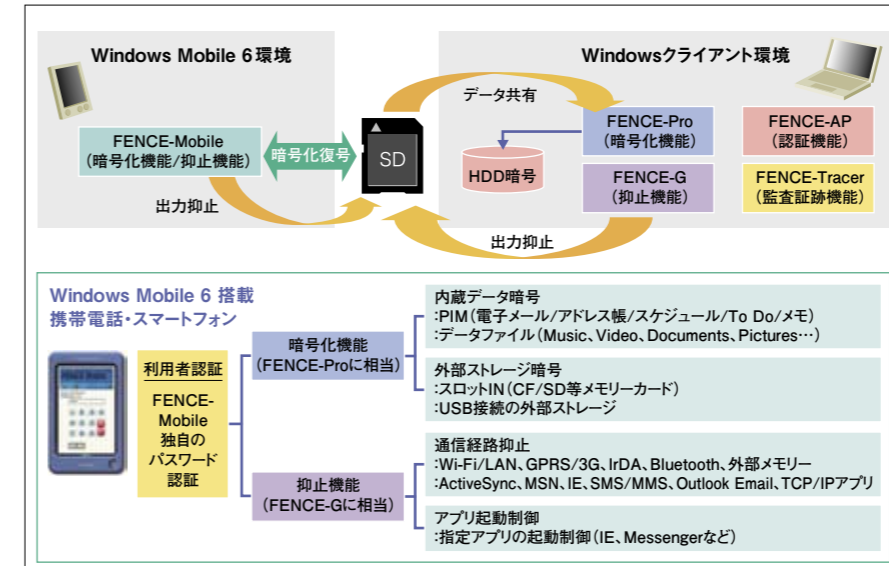 Windows Mobile 6環境
Windowsクライアント環境
データ共有
FENCE-Mobile
(暗号化機能/抑止機能)
暗号化復号
SD
HDD暗号
FENCE-Pro
(暗号化機能)
FENCE-AP
(認証機能)
FENCE-G
(抑止機能)
FENCE-Tracer
(監査証跡機能)
出力抑止
出力抑止
Windows Mobile 6 搭載
携帯電話・スマートフォン
利用者認証
FENCE-
Mobile
独自の
パスワード
認証
暗号化機能
(FENCE-Proに相当)
抑止機能
(FENCE-Gに相当)
内蔵データ暗号
:PIM(電子メール/アドレス帳/スケジュール/To Do/メモ)
:データファイル(Music、Video、Documents、Pictures…)
外部ストレージ暗号
:スロットIN(CF/SD等メモリーカード)
:USB接続の外部ストレージ
通信経路抑止
:Wi-Fi/LAN、GPRS/3G、IrDA、Bluetooth、外部メモリー
:ActiveSync、MSN、IE、SMS/MMS、Outlook Email、TCP/IPアプリ
アプリ起動制御
:指定アプリの起動制御(IE、Messengerなど)